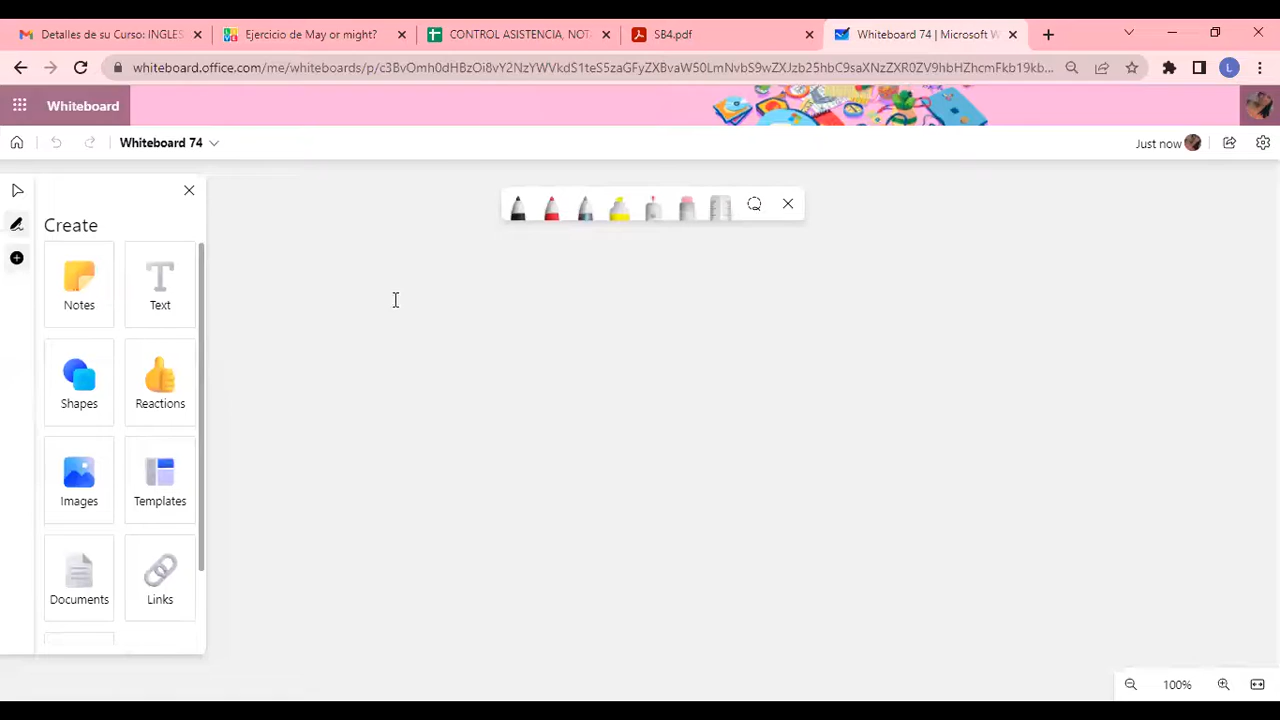 Detalles de su Curso: INGLES
Ejercicio de May or might?
CONTROL ASISTENCIA, NOT
SB4.pdf
Whiteboard 74 | Microsoft W
whiteboard.office.com/me/whiteboards/p/c3BvOmh0dHBzOi8vY2NzYWVkdS1teS5zaGFyZXBvaW50LmNvbS9wZXJzb25hbC9saXNzZXR0ZV9hbHZhcmFkb19kb...
L
Whiteboard
Whiteboard 74
Just now
Create
Notes
Text
Shapes
Reactions
Images
Templates
Documents
Links
100%